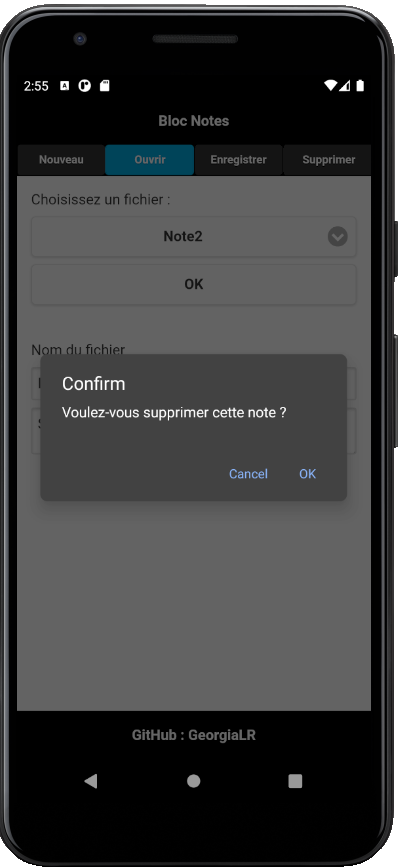 2:55
Bloc Notes
Nouveau Ouvrir Enregistrer Supprimer
Choisissez un fichier :
Note2
OK
Nom du fichier
Confirm
Voulez-vous supprimer cette note ?
Cancel OK
GitHub : GeorgiaLR